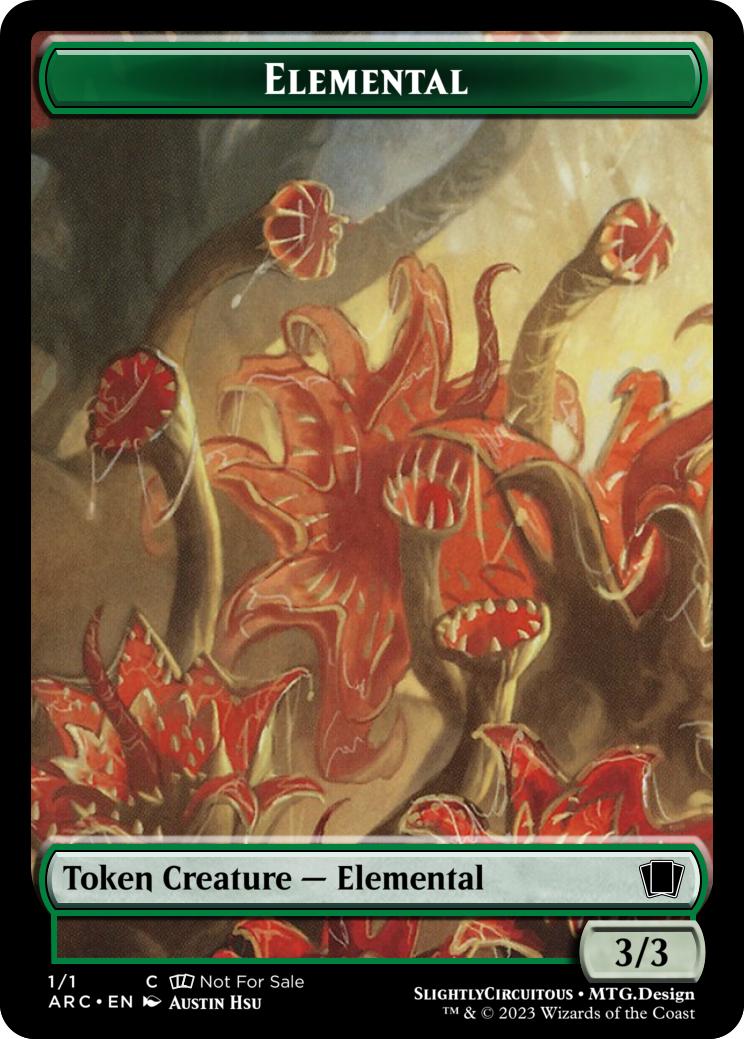 Elemental
Token Creature — Elemental
3/3
1/1 C Not For Sale
ARC • EN Austin Hsu
SlightlyCircuitous • MTG.Design
™ & © 2023 Wizards of the Coast